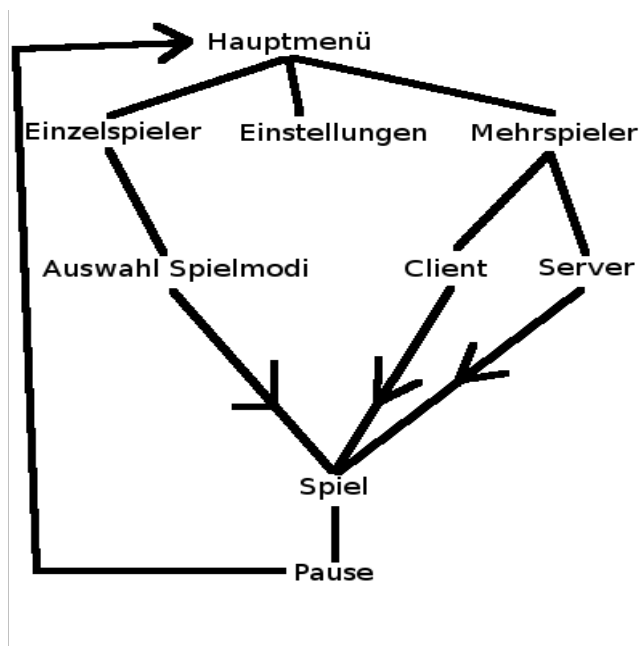 Hauptmenü
Einzelspieler Einstellungen Mehrspieler
Auswahl Spielmodi Client Server
Spiel
Pause